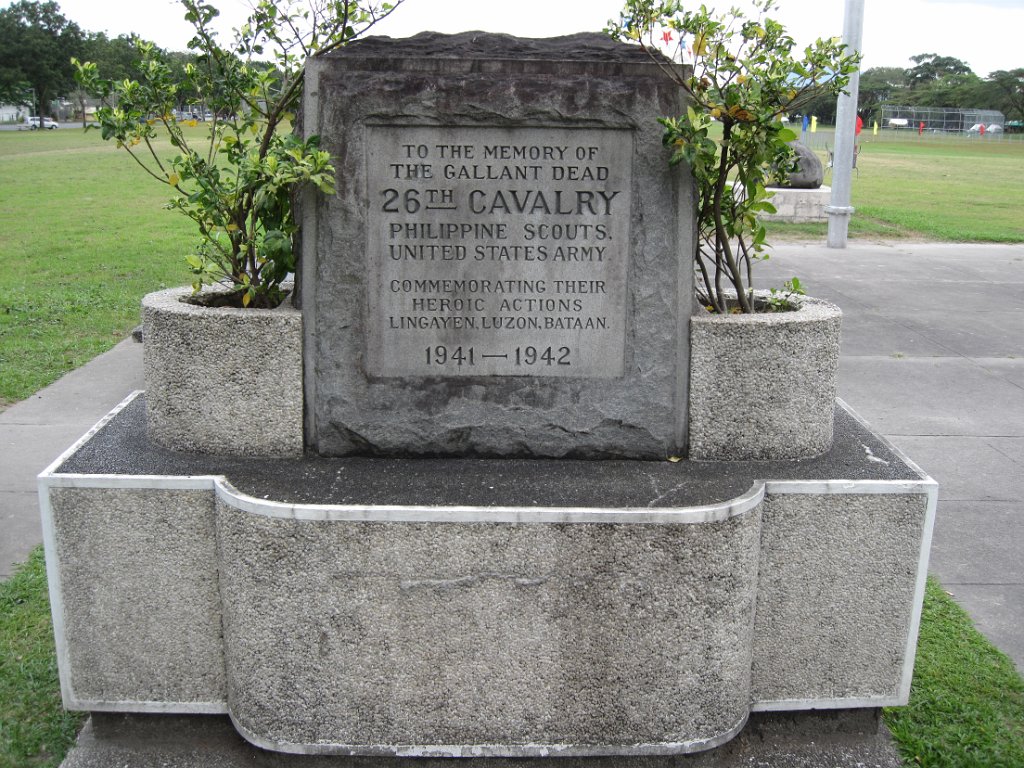 TO THE MEMORY OF
THE GALLANT DEAD
26TH CAVALRY
PHILIPPINE SCOUTS,
UNITED STATES ARMY
COMMEMORATING THEIR
HEROIC ACTIONS
LINGAYEN, LUZON, BATAAN.
1941 — 1942